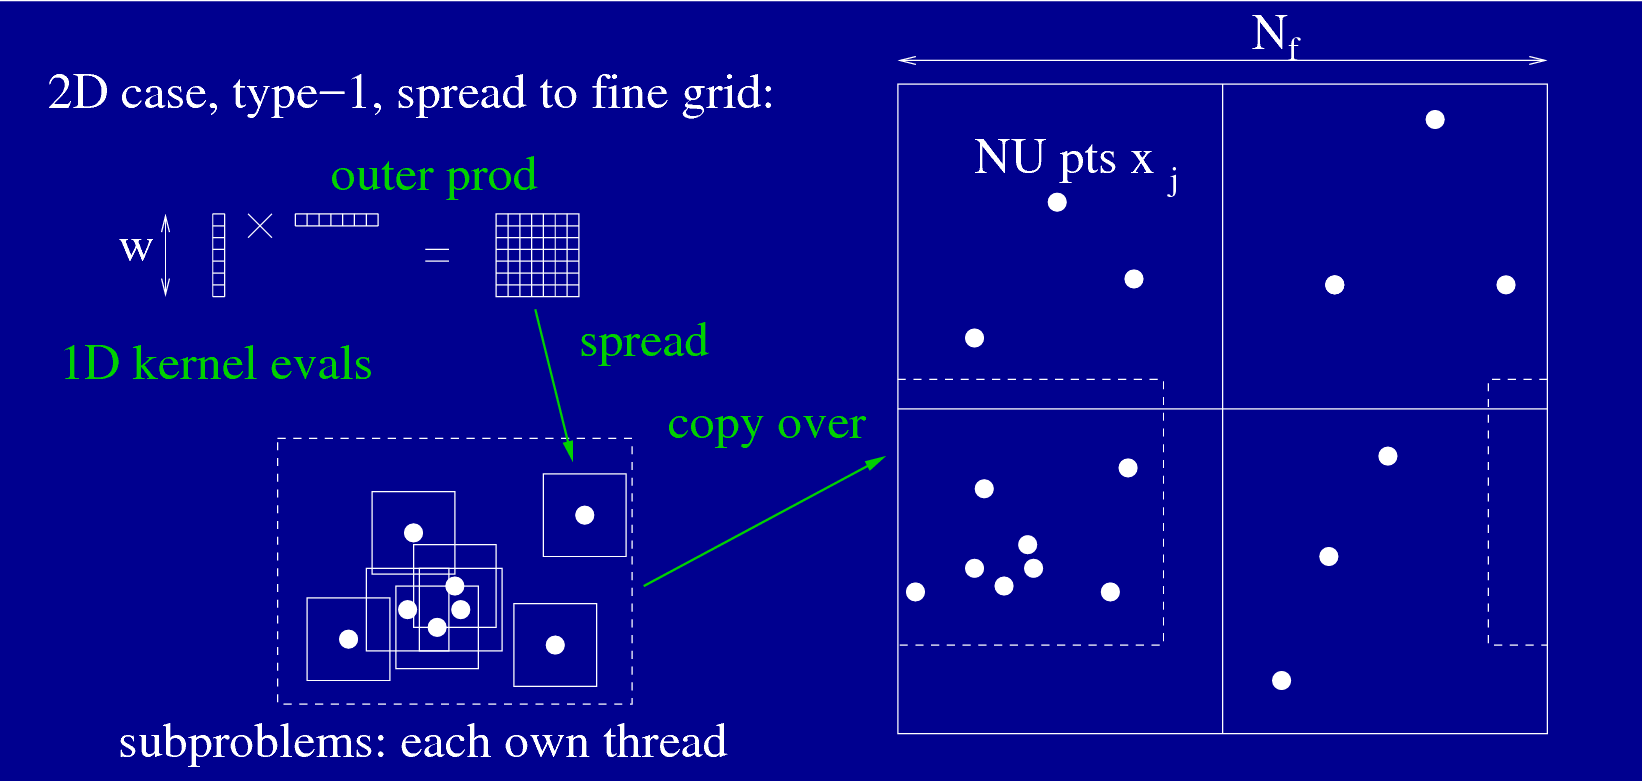 2D case, type−1, spread to fine grid:
outer prod
w
×
=
1D kernel evals
spread
copy over
subproblems: each own thread
N_f
NU pts x_j